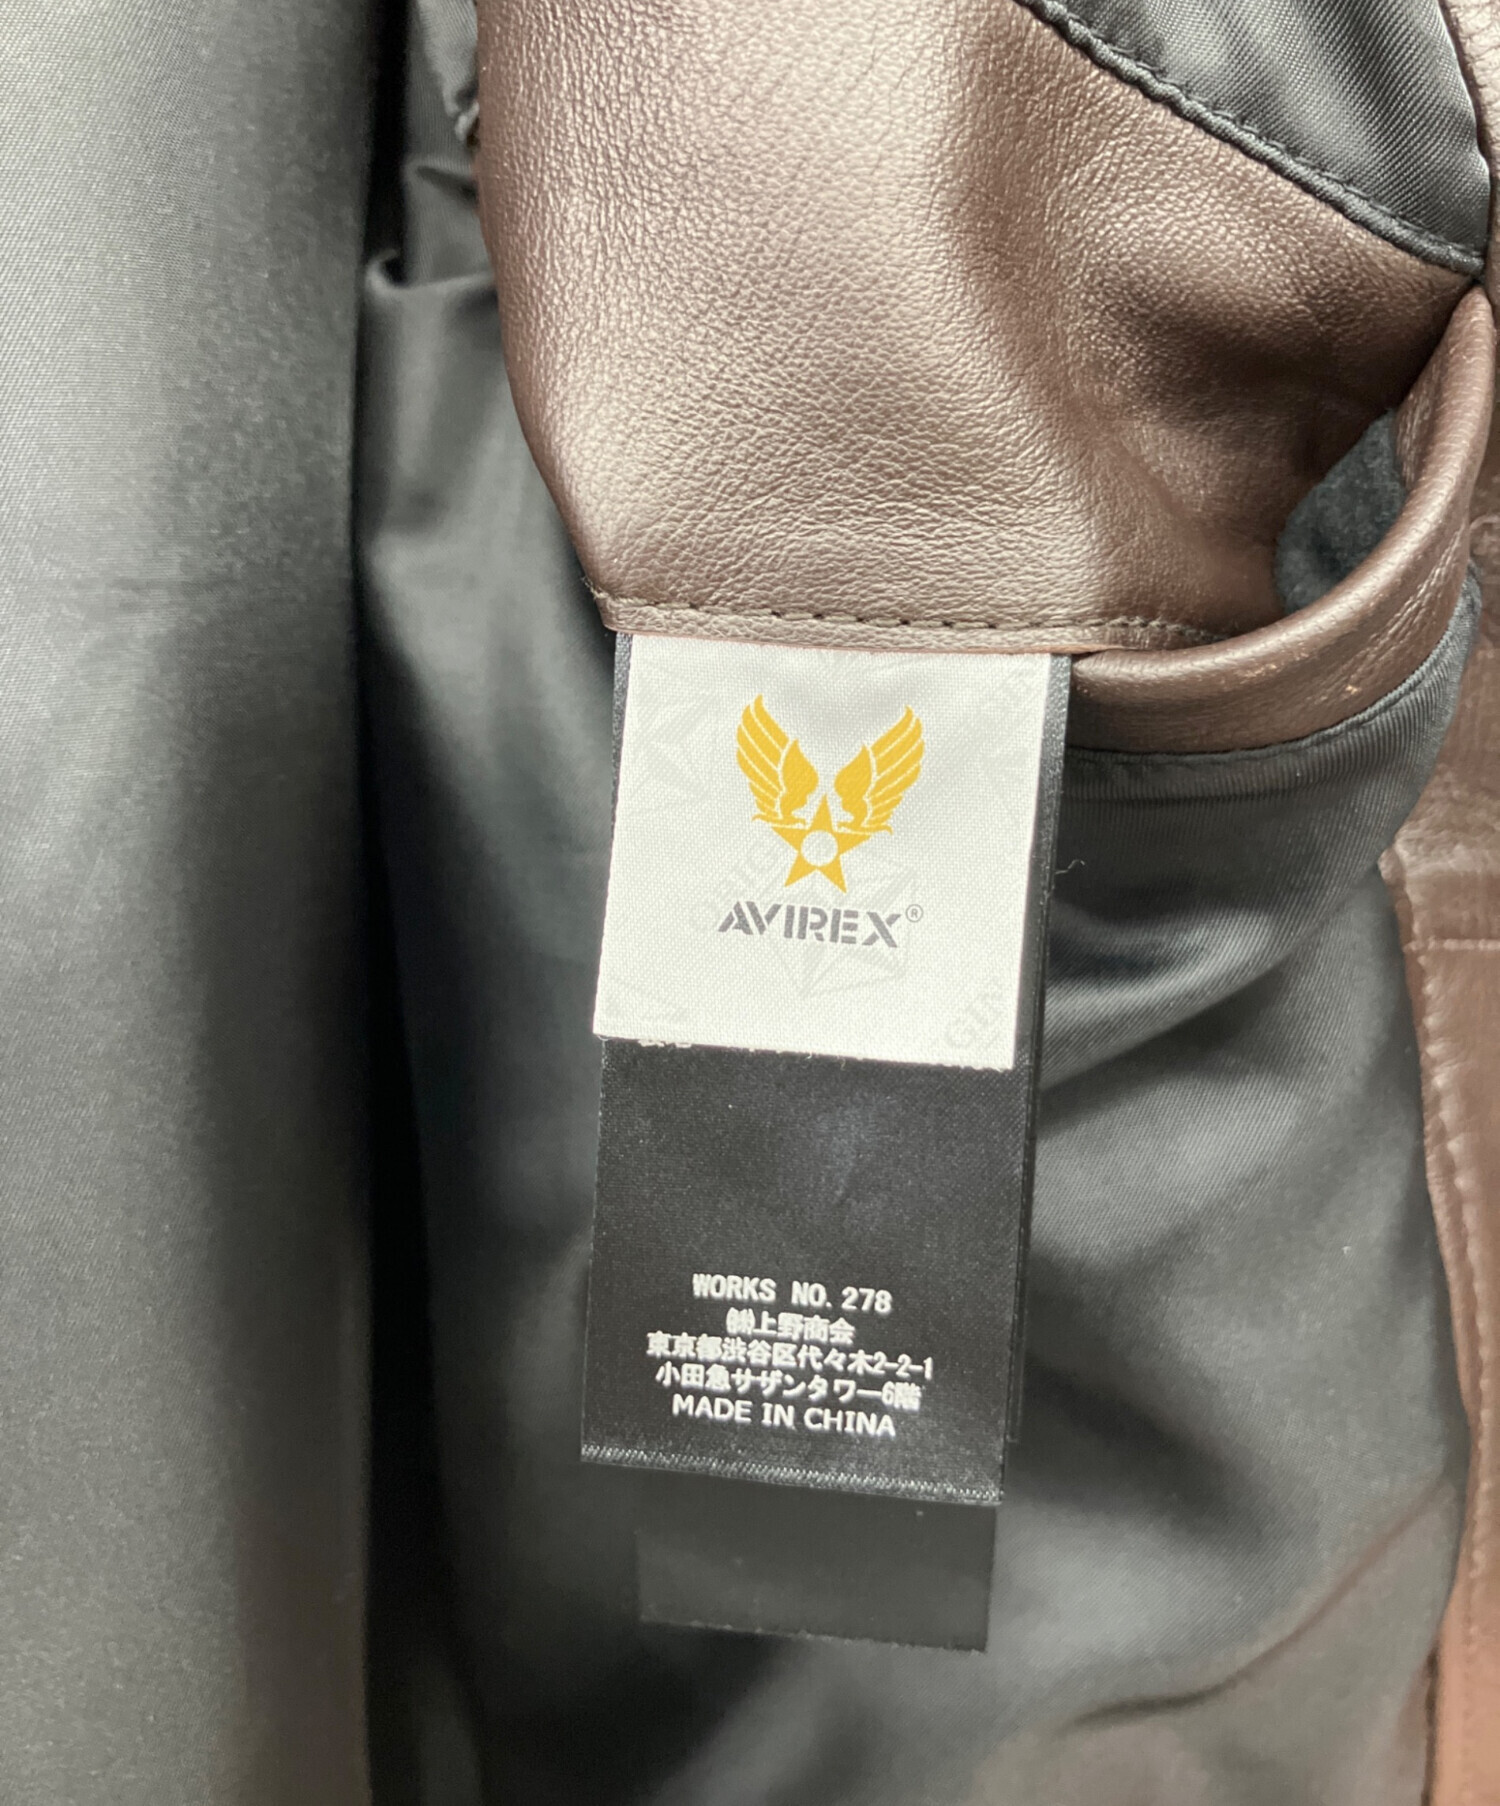 AVIREX®
WORKS NO. 278
㈱上野商会
東京都渋谷区代々木2-2-1
小田急サザンタワー6階
MADE IN CHINA